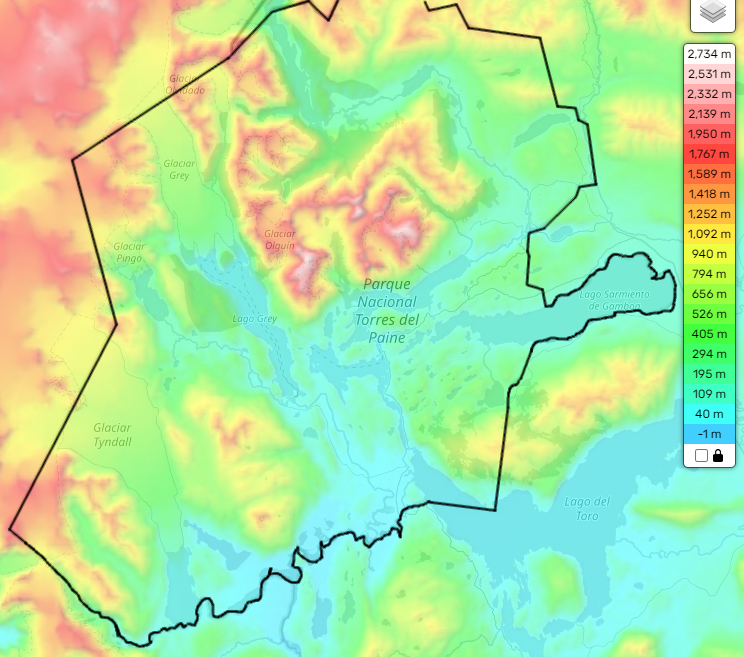 2,734 m
2,531 m
2,332 m
2,139 m
1,950 m
1,767 m
1,589 m
1,418 m
1,252 m
1,092 m
940 m
794 m
656 m
526 m
405 m
294 m
195 m
109 m
40 m
-1 m
Glaciar
Olvidado
Glaciar
Grey
Glaciar
Olquin
Glaciar
Pingo
Parque
Nacional
Torres del
Paine
Lago Sarmiento
de Gamboa
Lago Grey
Glaciar
Tyndall
Lago del
Toro